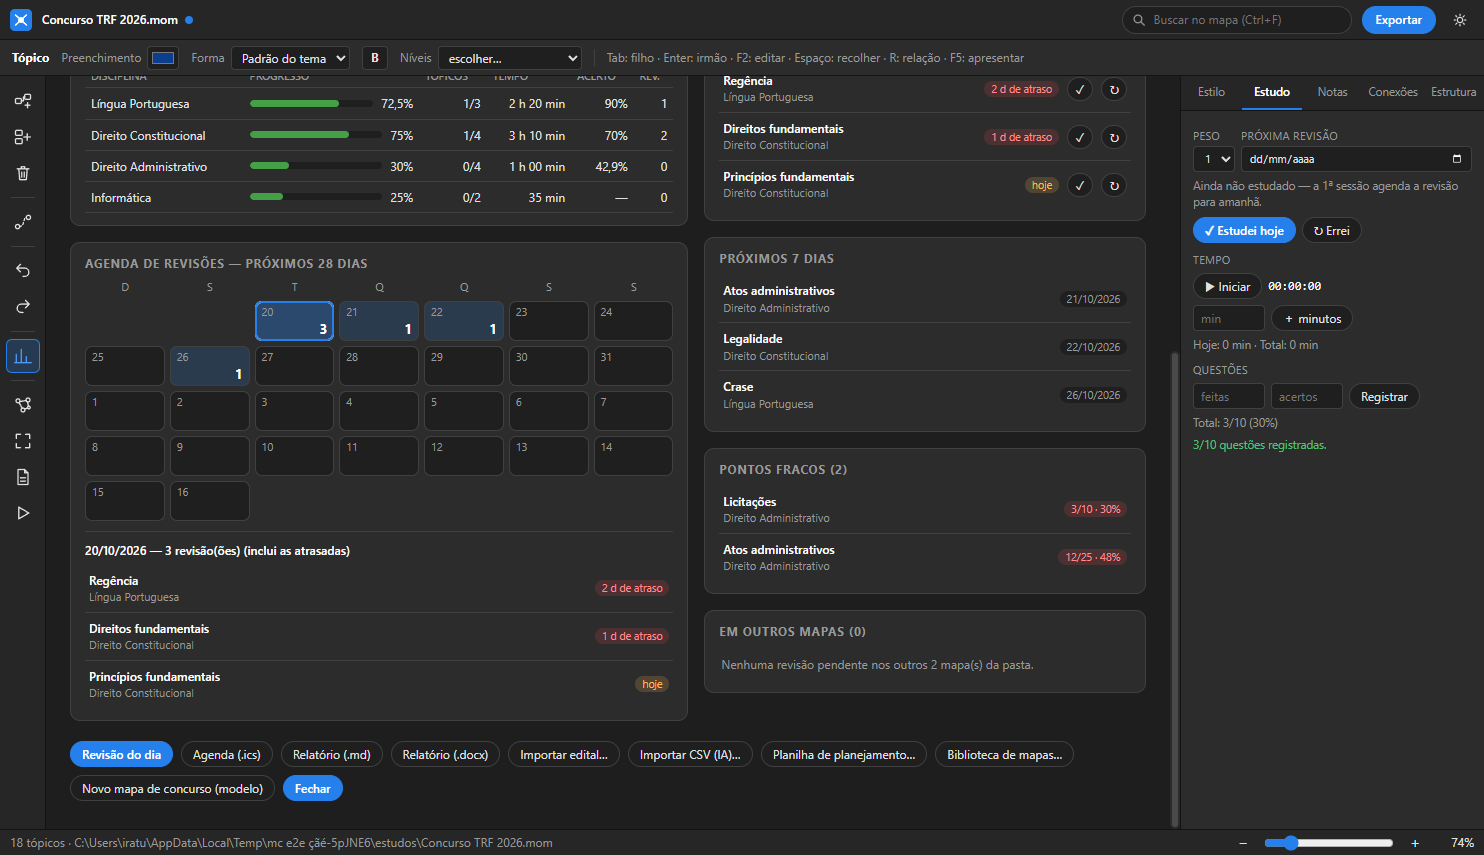 Concurso TRF 2026.mom
Buscar no mapa (Ctrl+F)
Exportar
Tópico Preenchimento Forma Padrão do tema B Níveis escolher... Tab: filho · Enter: irmão · F2: editar · Espaço: recolher · R: relação · F5: apresentar
DISCIPLINA PROGRESSO TÓPICOS TEMPO ACERTO REV.
Língua Portuguesa 72,5% 1/3 2 h 20 min 90% 1
Direito Constitucional 75% 1/4 3 h 10 min 70% 2
Direito Administrativo 30% 0/4 1 h 00 min 42,9% 0
Informática 25% 0/2 35 min — 0
AGENDA DE REVISÕES — PRÓXIMOS 28 DIAS
D S T Q Q S S
20 3 21 1 22 1 23 24
25 26 1 27 28 29 30 31
1 2 3 4 5 6 7
8 9 10 11 12 13 14
15 16
20/10/2026 — 3 revisão(ões) (inclui as atrasadas)
Regência
Língua Portuguesa
2 d de atraso
Direitos fundamentais
Direito Constitucional
1 d de atraso
Princípios fundamentais
Direito Constitucional
hoje
Regência
Língua Portuguesa
2 d de atraso ✓ ↻
Direitos fundamentais
Direito Constitucional
1 d de atraso ✓ ↻
Princípios fundamentais
Direito Constitucional
hoje ✓ ↻
PRÓXIMOS 7 DIAS
Atos administrativos
Direito Administrativo
21/10/2026
Legalidade
Direito Constitucional
22/10/2026
Crase
Língua Portuguesa
26/10/2026
PONTOS FRACOS (2)
Licitações
Direito Administrativo
3/10 · 30%
Atos administrativos
Direito Administrativo
12/25 · 48%
EM OUTROS MAPAS (0)
Nenhuma revisão pendente nos outros 2 mapa(s) da pasta.
Revisão do dia Agenda (.ics) Relatório (.md) Relatório (.docx) Importar edital... Importar CSV (IA)... Planilha de planejamento... Biblioteca de mapas...
Novo mapa de concurso (modelo) Fechar
Estilo Estudo Notas Conexões Estrutura
PESO PRÓXIMA REVISÃO
1 dd/mm/aaaa
Ainda não estudado — a 1ª sessão agenda a revisão
para amanhã.
✓ Estudei hoje ↻ Errei
TEMPO
▶ Iniciar 00:00:00
min + minutos
Hoje: 0 min · Total: 0 min
QUESTÕES
feitas acertos Registrar
Total: 3/10 (30%)
3/10 questões registradas.
18 tópicos · C:\Users\iratu\AppData\Local\Temp\mc e2e çãé-5pJNE6\estudos\Concurso TRF 2026.mom
− + 74%